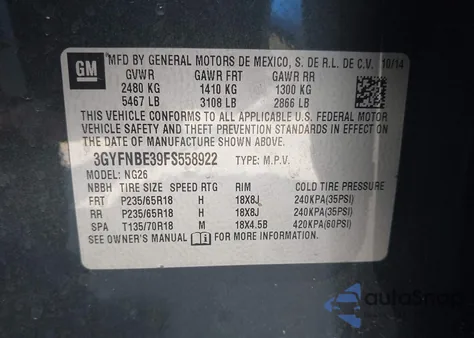 GM
MFD BY GENERAL MOTORS DE MEXICO, S. DE R.L. DE C.V. 10/14
GVWR GAWR FRT GAWR RR
2480 KG 1410 KG 1300 KG
5467 LB 3108 LB 2866 LB
THIS VEHICLE CONFORMS TO ALL APPLICABLE U.S. FEDERAL MOTOR
VEHICLE SAFETY, BUMPER, AND THEFT PREVENTION STANDARDS
IN EFFECT ON THE DATE OF MANUFACTURE SHOWN ABOVE.
3GYFNBE39FS558922 TYPE: M.P.V.
MODEL: NG26
NBBH TIRE SIZE SPEED RTG RIM COLD TIRE PRESSURE
FRT P235/65R18 H 18X8J 240KPA(35PSI)
RR P235/65R18 H 18X8J 240KPA(35PSI)
SPA T135/70R18 M 18X4.5B 420KPA(60PSI)
SEE OWNER'S MANUAL FOR MORE INFORMATION.
autoSnap